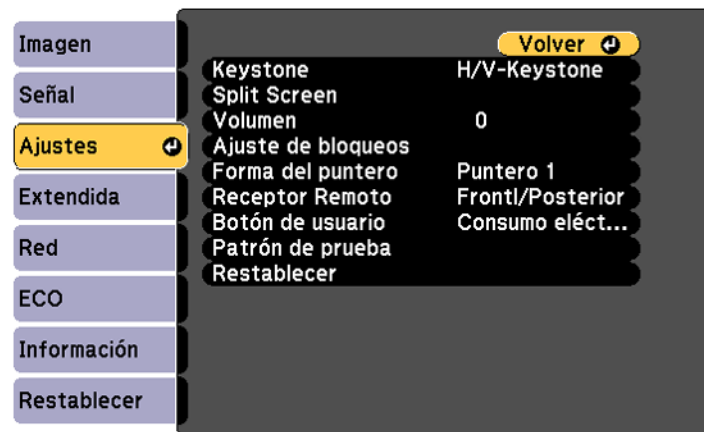 Imagen
Señal
Ajustes
Extendida
Red
ECO
Información
Restablecer
Volver
Keystone H/V-Keystone
Split Screen
Volumen 0
Ajuste de bloqueos
Forma del puntero Puntero 1
Receptor Remoto Frontl/Posterior
Botón de usuario Consumo eléct...
Patrón de prueba
Restablecer